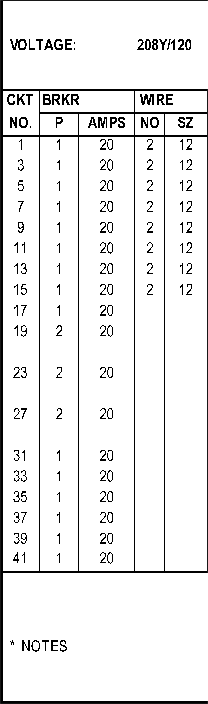 VOLTAGE: 208Y/120
CKT BRKR WIRE
NO. P AMPS NO SZ
1 1 20 2 12
3 1 20 2 12
5 1 20 2 12
7 1 20 2 12
9 1 20 2 12
11 1 20 2 12
13 1 20 2 12
15 1 20 2 12
17 1 20
19 2 20
23 2 20
27 2 20
31 1 20
33 1 20
35 1 20
37 1 20
39 1 20
41 1 20
* NOTES